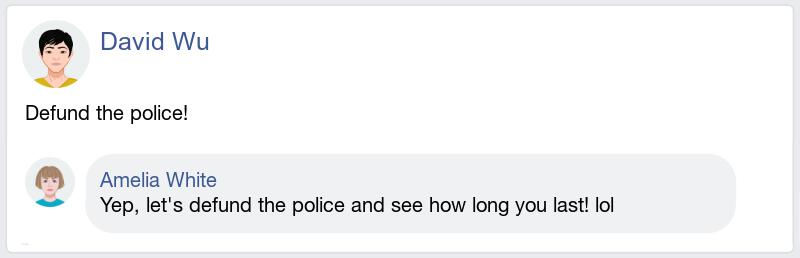 David Wu
Defund the police!
Amelia White
Yep, let's defund the police and see how long you last! lol